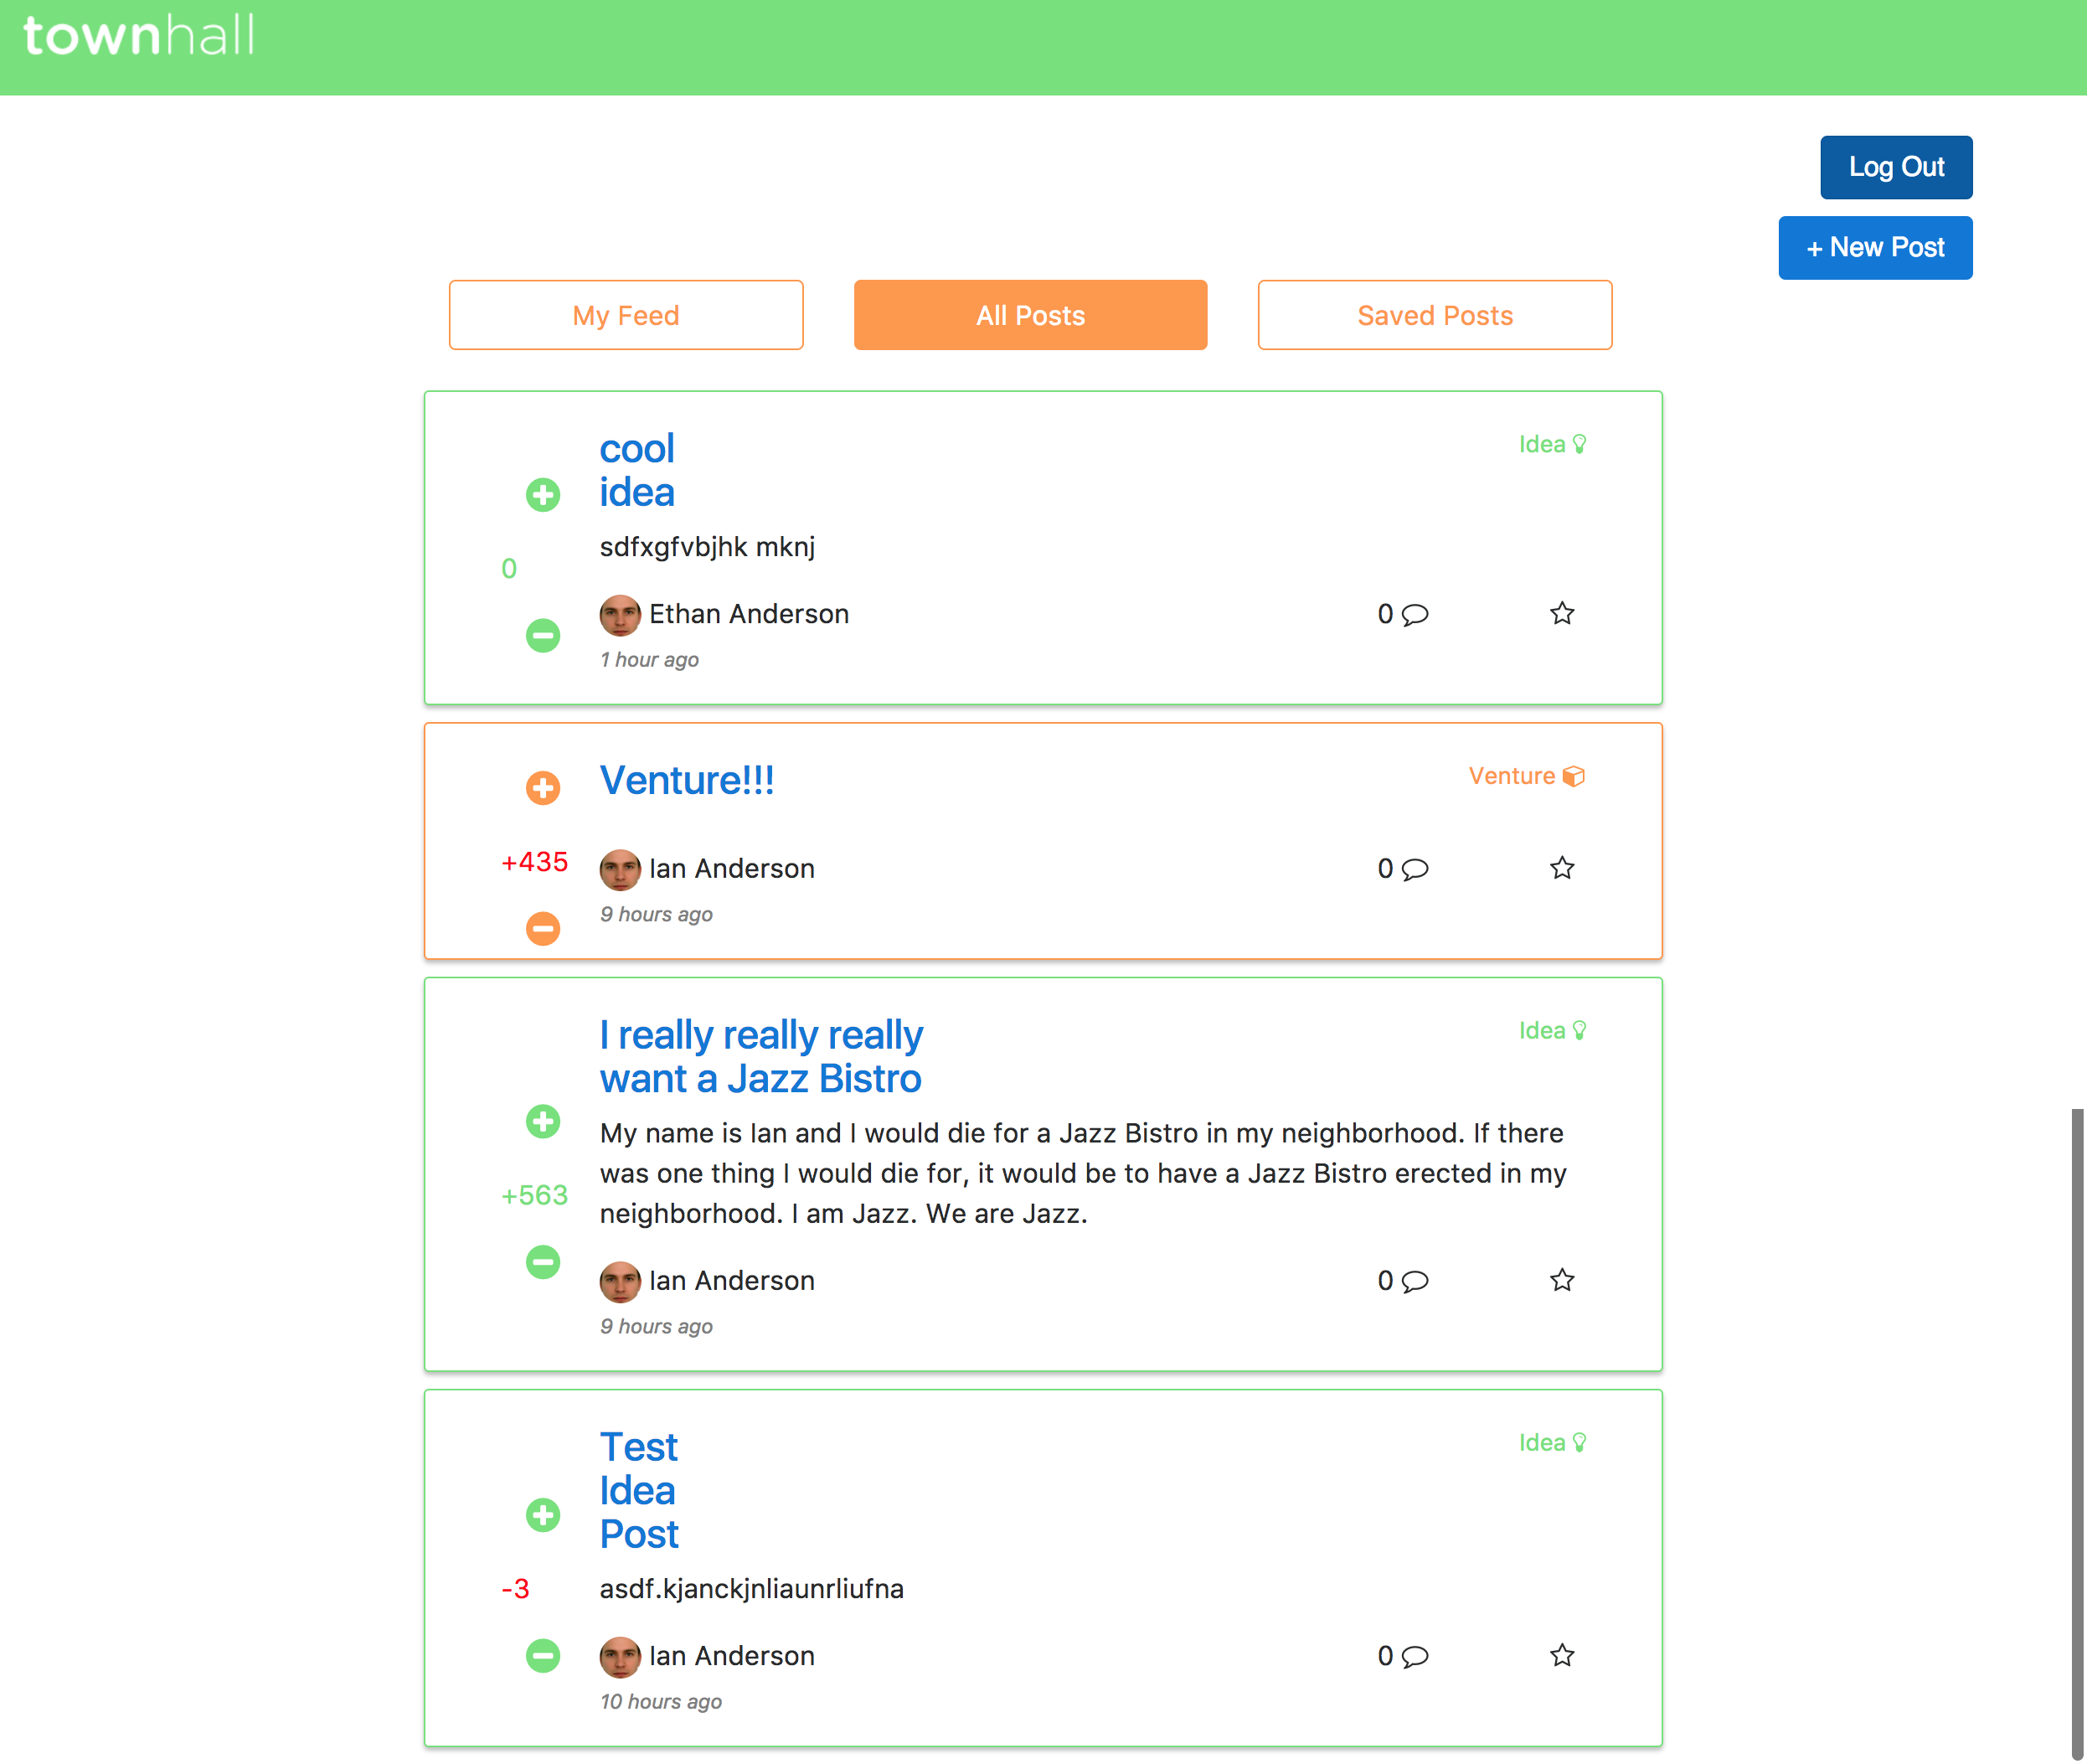 townhall
Log Out
+ New Post
My Feed
All Posts
Saved Posts
cool
idea
Idea
sdfxgfvbjhk mknj
0
Ethan Anderson
0
1 hour ago
Venture!!!
Venture
+435
Ian Anderson
0
9 hours ago
I really really really
want a Jazz Bistro
Idea
My name is Ian and I would die for a Jazz Bistro in my neighborhood. If there
was one thing I would die for, it would be to have a Jazz Bistro erected in my
neighborhood. I am Jazz. We are Jazz.
+563
Ian Anderson
0
9 hours ago
Test
Idea
Post
Idea
asdf.kjanckjnliaunrliufna
-3
Ian Anderson
0
10 hours ago